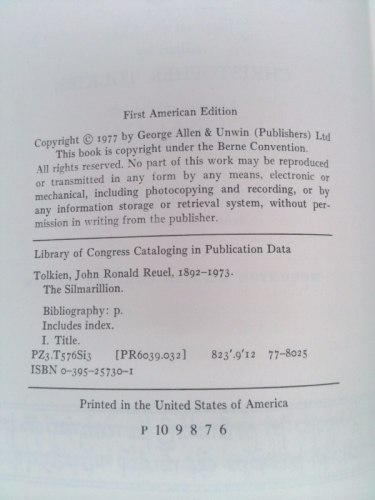 First American Edition
Copyright © 1977 by George Allen & Unwin (Publishers) Ltd
This book is copyright under the Berne Convention.
All rights reserved. No part of this work may be reproduced
or transmitted in any form by any means, electronic or
mechanical, including photocopying and recording, or by
any information storage or retrieval system, without per-
mission in writing from the publisher.
Library of Congress Cataloging in Publication Data
Tolkien, John Ronald Reuel, 1892–1973.
The Silmarillion.
Bibliography: p.
Includes index.
I. Title.
PZ3.T576Si3 [PR6039.032] 823'.9'12 77–8025
ISBN 0-395-25730-1
Printed in the United States of America
P 10 9 8 7 6